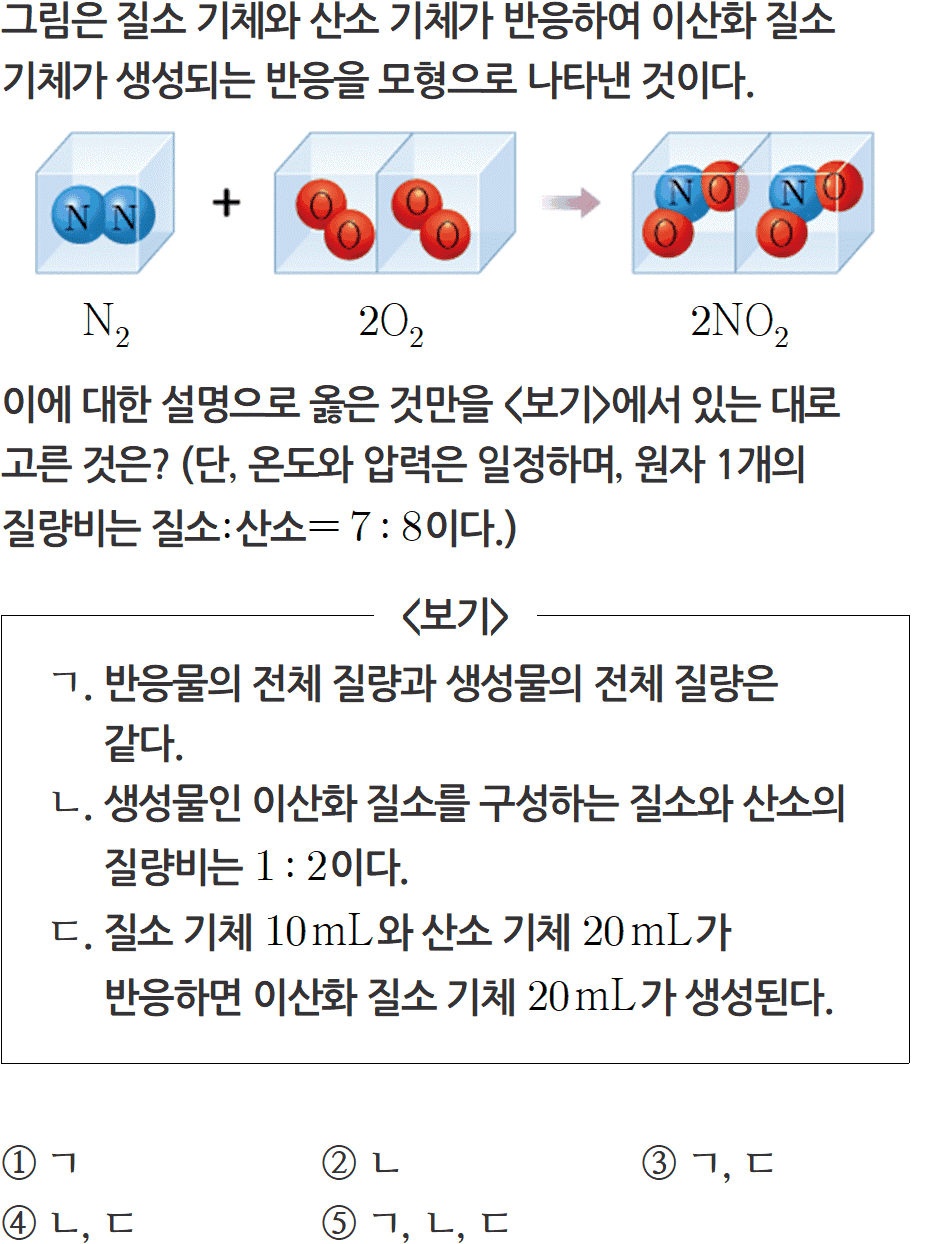 그림은 질소 기체와 산소 기체가 반응하여 이산화 질소
기체가 생성되는 반응을 모형으로 나타낸 것이다.
N N + O O O O → N O O N O O
N₂ 2O₂ 2NO₂
이에 대한 설명으로 옳은 것만을 <보기>에서 있는 대로
고른 것은? (단, 온도와 압력은 일정하며, 원자 1개의
질량비는 질소:산소= 7 : 8이다.)
<보기>
ㄱ. 반응물의 전체 질량과 생성물의 전체 질량은
같다.
ㄴ. 생성물인 이산화 질소를 구성하는 질소와 산소의
질량비는 1 : 2이다.
ㄷ. 질소 기체 10 mL와 산소 기체 20 mL가
반응하면 이산화 질소 기체 20 mL가 생성된다.
① ㄱ ② ㄴ ③ ㄱ, ㄷ
④ ㄴ, ㄷ ⑤ ㄱ, ㄴ, ㄷ